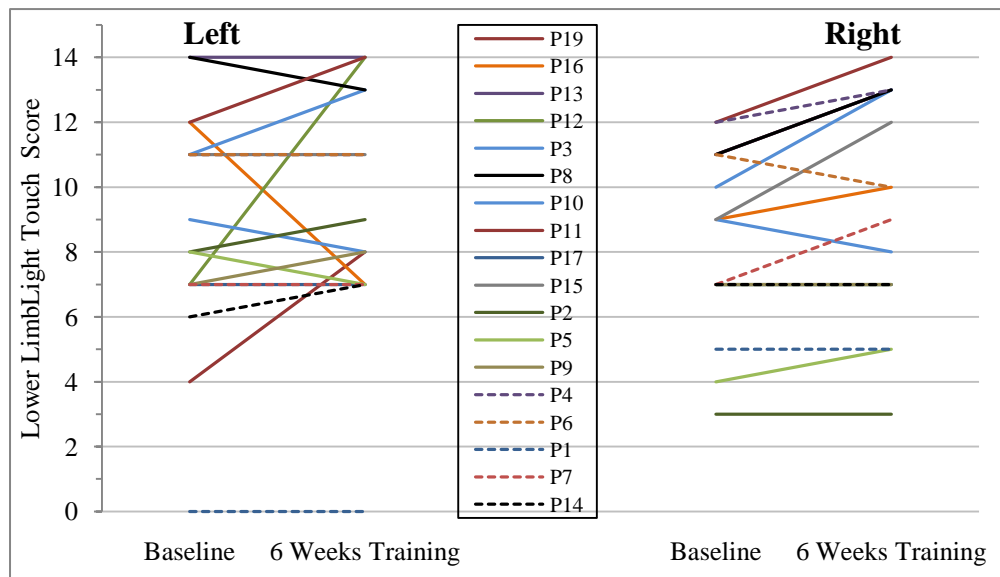 Left
Right
Lower LimbLight Touch Score
14
12
10
8
6
4
2
0
Baseline
6 Weeks Training
P19
P16
P13
P12
P3
P8
P10
P11
P17
P15
P2
P5
P9
P4
P6
P1
P7
P14
Baseline
6 Weeks Training